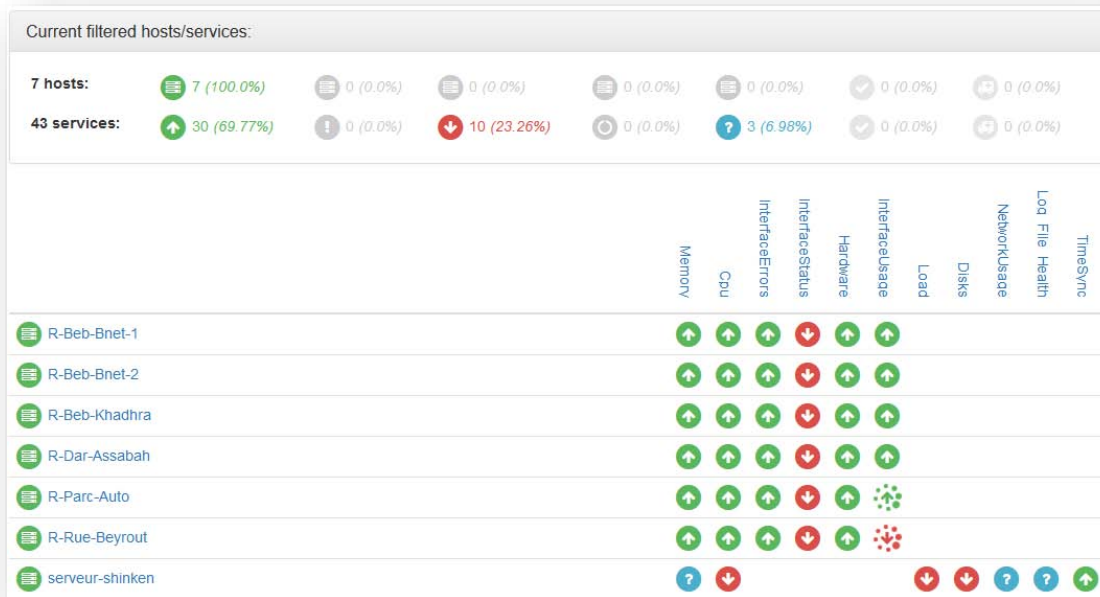 Current filtered hosts/services:
7 hosts: 7 (100.0%) 0 (0.0%) 0 (0.0%) 0 (0.0%) 0 (0.0%) 0 (0.0%) 0 (0.0%)
43 services: 30 (69.77%) 0 (0.0%) 10 (23.26%) 0 (0.0%) 3 (6.98%) 0 (0.0%) 0 (0.0%)
Memory
Cpu
InterfaceErrors
InterfaceStatus
Hardware
InterfaceUsage
Load
Disks
NetworkUsage
Log_File_Health
TimeSync
R-Beb-Bnet-1
R-Beb-Bnet-2
R-Beb-Khadhra
R-Dar-Assabah
R-Parc-Auto
R-Rue-Beyrout
serveur-shinken